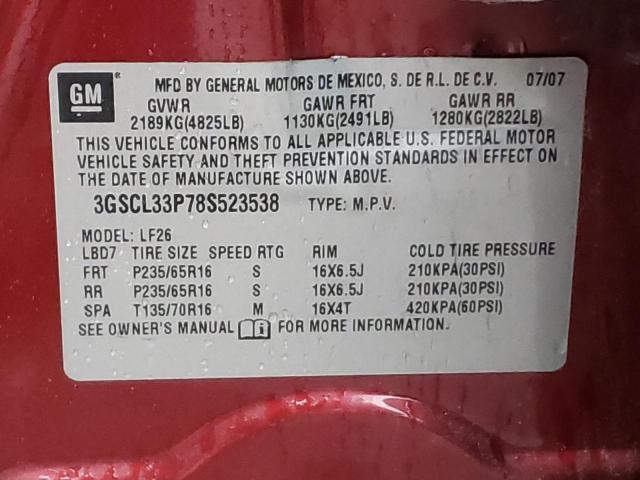 GM
MFD BY GENERAL MOTORS DE MEXICO, S. DE R.L. DE C.V. 07/07
GVWR GAWR FRT GAWR RR
2189KG(4825LB) 1130KG(2491LB) 1280KG(2822LB)
THIS VEHICLE CONFORMS TO ALL APPLICABLE U.S. FEDERAL MOTOR
VEHICLE SAFETY AND THEFT PREVENTION STANDARDS IN EFFECT ON
THE DATE OF MANUFACTURE SHOWN ABOVE.
3GSCL33P78S523538 TYPE: M.P.V.
MODEL: LF26
LBD7 TIRE SIZE SPEED RTG RIM COLD TIRE PRESSURE
FRT P235/65R16 S 16X6.5J 210KPA(30PSI)
RR P235/65R16 S 16X6.5J 210KPA(30PSI)
SPA T135/70R16 M 16X4T 420KPA(60PSI)
SEE OWNER'S MANUAL FOR MORE INFORMATION.